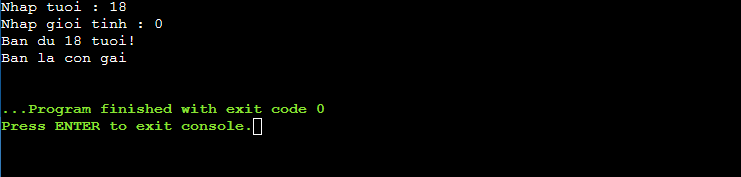 Nhap tuoi : 18
Nhap gioi tinh : 0
Ban du 18 tuoi!
Ban la con gai
...Program finished with exit code 0
Press ENTER to exit console.